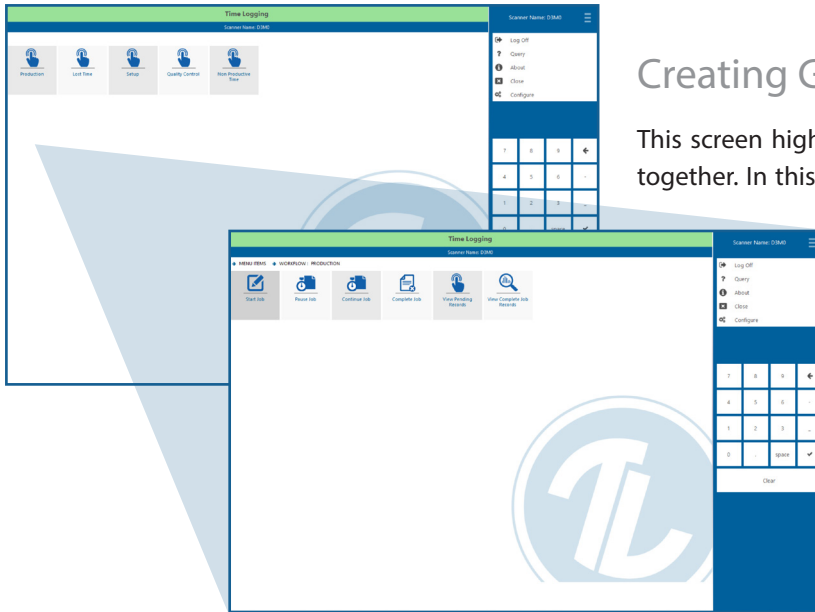 Time Logging
Scanner Name: D3M0
Scanner Name: D3M0
Production
Lost Time
Setup
Quality Control
Non Productive
Time
Log Off
Query
About
Close
Configure
7 8 9
4 5 6 -
1 2 3 _
0 space
Creating G
This screen high
together. In this
Time Logging
Scanner Name: D3M0
Scanner Name: D3M0
MENU ITEMS WORKFLOW : PRODUCTION
Start Job
Pause Job
Continue Job
Complete Job
View Pending
Records
View Complete Job
Records
Log Off
Query
About
Close
Configure
7 8 9
4 5 6 -
1 2 3 _
0 . space
Clear
TL